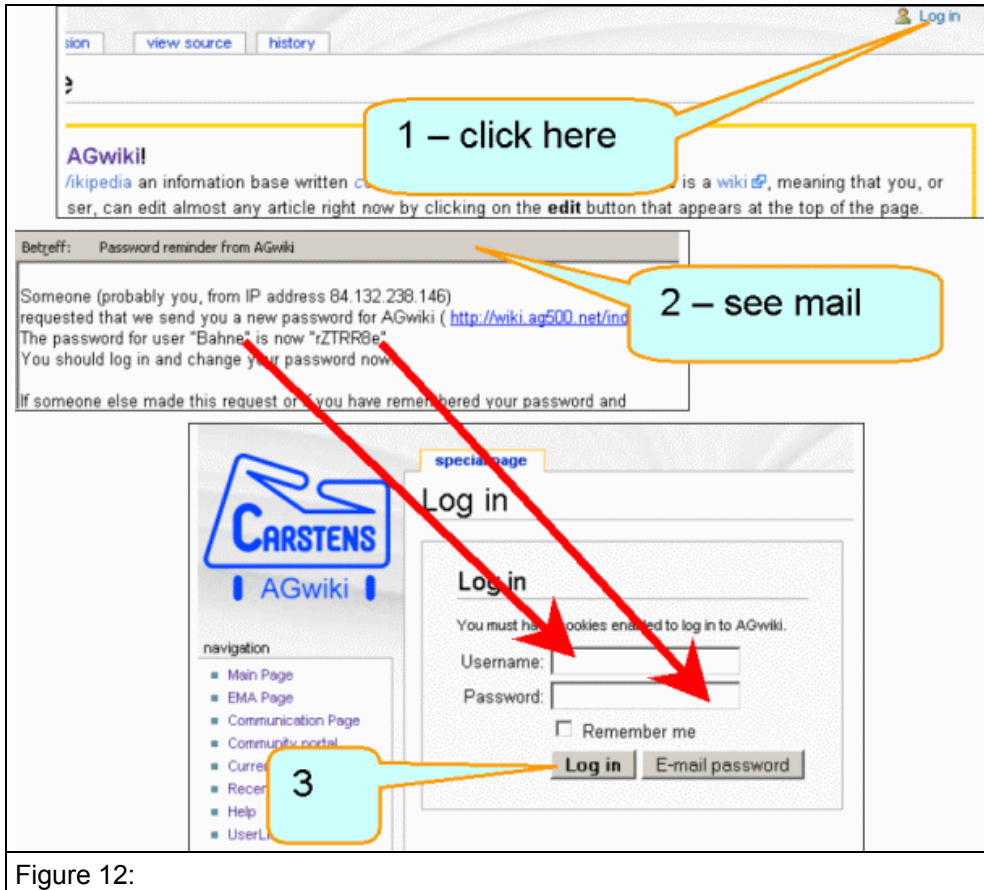 Log in
sion view source history
e
1 – click here
AGwiki!
Vikipedia an infomation base written is a wiki, meaning that you, or
ser, can edit almost any article right now by clicking on the edit button that appears at the top of the page.
Betreff: Password reminder from AGwiki
2 – see mail
Someone (probably you, from IP address 84.132.238.146)
requested that we send you a new password for AGwiki ( http://wiki.ag500.net/ind
The password for user "Bahne" is now "rZTRR8e"
You should log in and change your password now.
If someone else made this request or if you have remembered your password and
special page
Log in
CARSTENS
AGwiki
Log in
You must have cookies enabled to log in to AGwiki.
Username:
Password:
Remember me
Log in E-mail password
navigation
Main Page
EMA Page
Communication Page
Community portal
Curre
Recen
Help
UserLi
3
Figure 12: